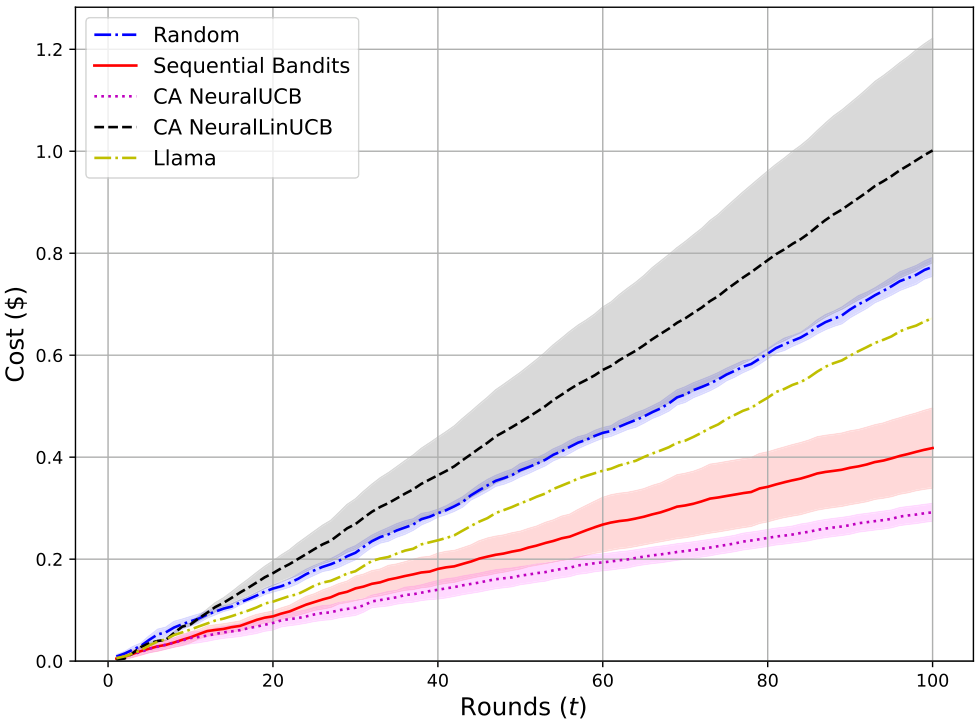 Random
Sequential Bandits
CA NeuralUCB
CA NeuralLinUCB
Llama
1.2
1.0
0.8
0.6
0.4
0.2
0.0
Cost ($)
0 20 40 60 80 100
Rounds (t)